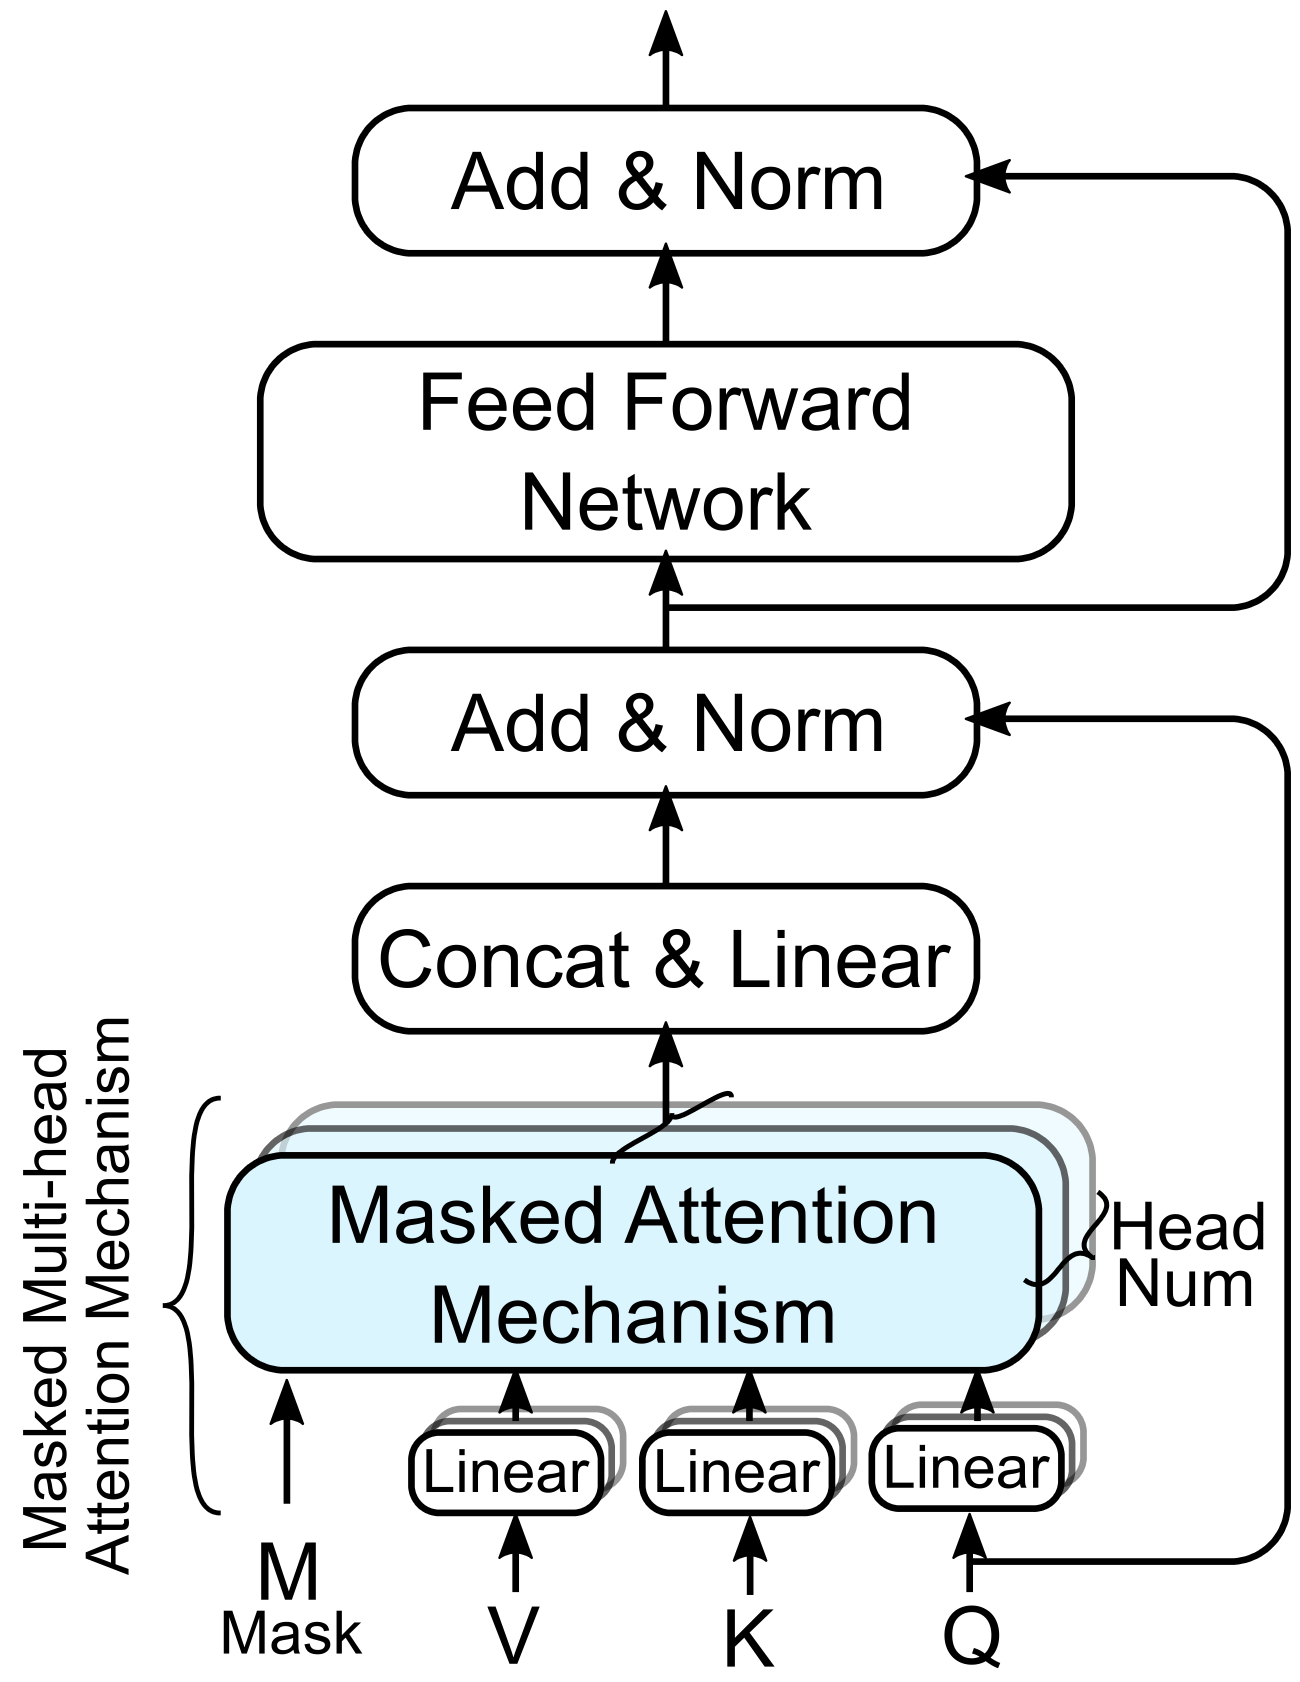 Add & Norm
Feed Forward
Network
Add & Norm
Concat & Linear
Masked Multi-head
Attention Mechanism
Masked Attention
Mechanism
Head
Num
Linear
Linear
Linear
M
Mask
V
K
Q